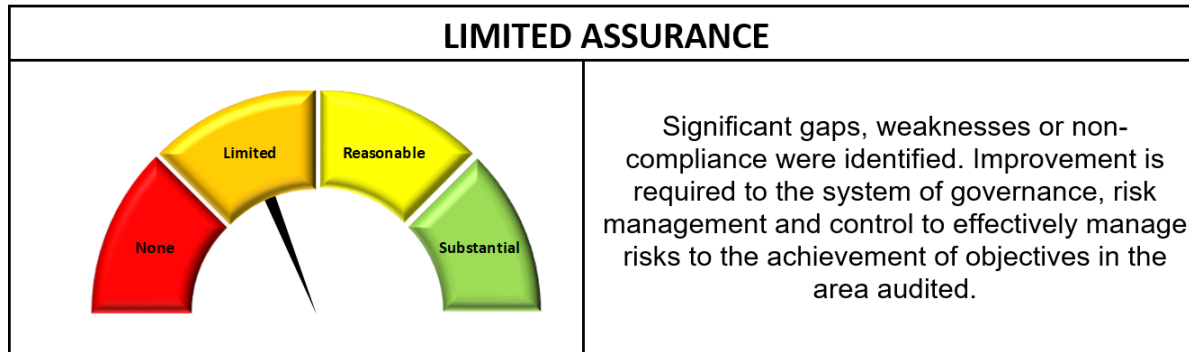 LIMITED ASSURANCE
Limited
Reasonable
None
Substantial
Significant gaps, weaknesses or non-
compliance were identified. Improvement is
required to the system of governance, risk
management and control to effectively manage
risks to the achievement of objectives in the
area audited.